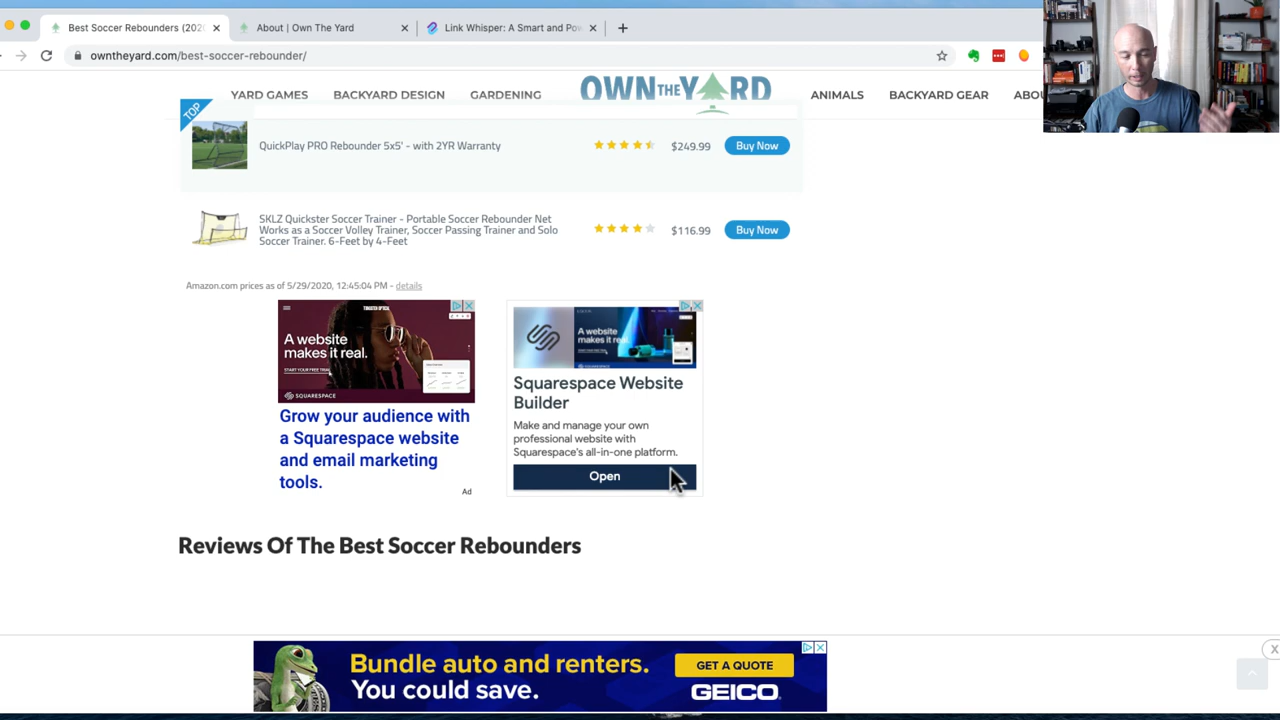 Best Soccer Rebounders (202
About | Own The Yard
Link Whisper: A Smart and Pow
owntheyard.com/best-soccer-rebounder/
YARD GAMES
BACKYARD DESIGN
GARDENING
OWN THE YARD
ANIMALS
BACKYARD GEAR
ABOU
TOP
QuickPlay PRO Rebounder 5x5' - with 2YR Warranty
$249.99
Buy Now
SKLZ Quickster Soccer Trainer - Portable Soccer Rebounder Net
Works as a Soccer Volley Trainer, Soccer Passing Trainer and Solo
Soccer Trainer. 6-Feet by 4-Feet
$116.99
Buy Now
Amazon.com prices as of 5/29/2020, 12:45:04 PM - details
A website
makes it real.
START YOUR FREE TRIAL
SQUARESPACE
Grow your audience with
a Squarespace website
and email marketing
tools.
Ad
A website
makes it real.
Squarespace Website
Builder
Make and manage your own
professional website with
Squarespace's all-in-one platform.
Open
Reviews Of The Best Soccer Rebounders
Bundle auto and renters.
You could save.
GET A QUOTE
GEICO
X